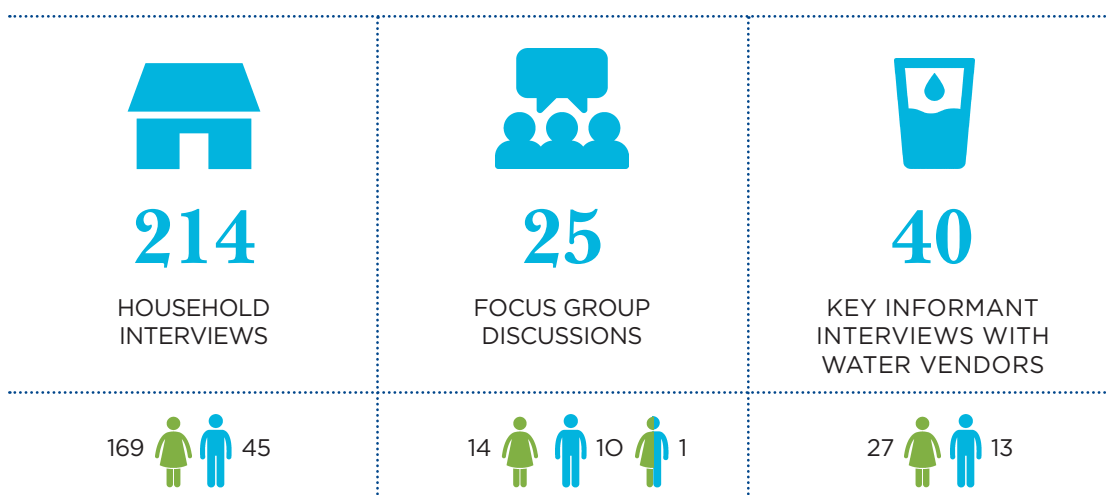 214
HOUSEHOLD
INTERVIEWS
25
FOCUS GROUP
DISCUSSIONS
40
KEY INFORMANT
INTERVIEWS WITH
WATER VENDORS
169 45
14 10 1
27 13